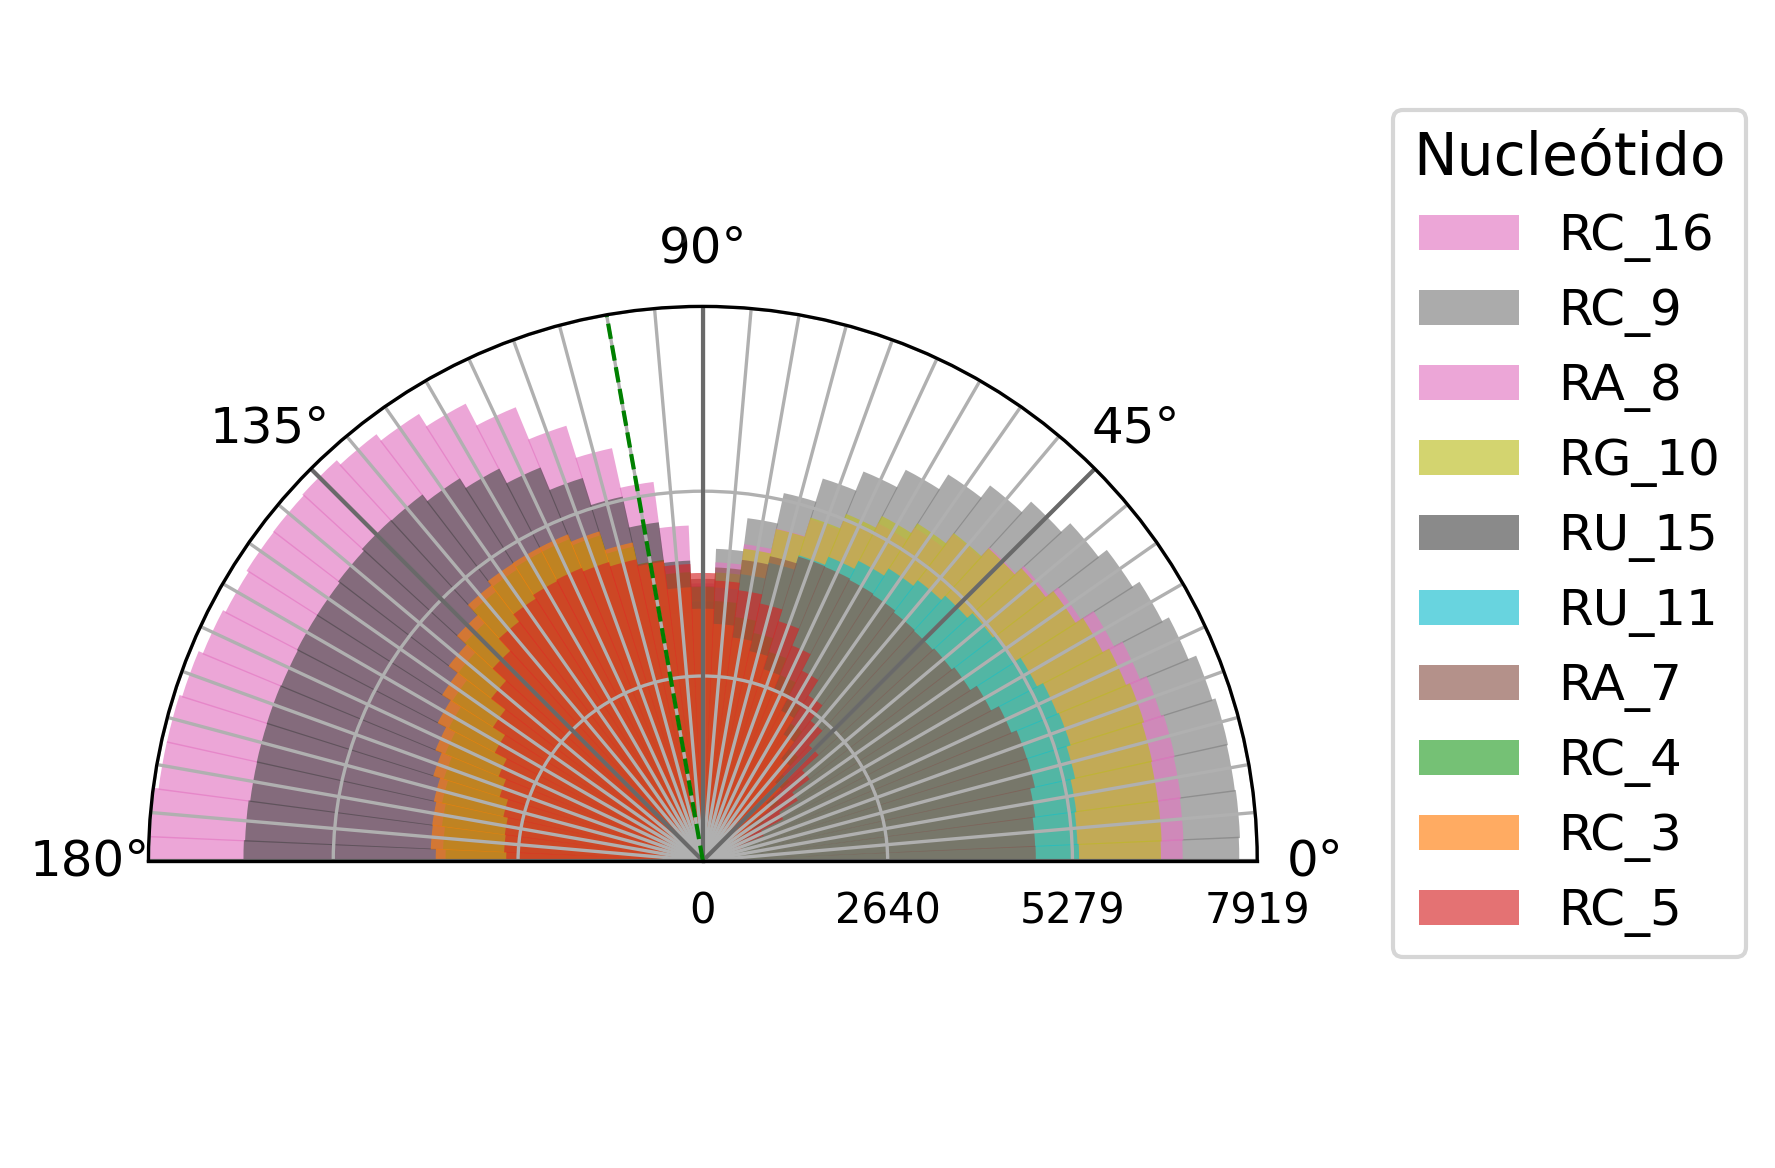 90°
135°
45°
180°
0°
0
2640
5279
7919
Nucleótido
RC_16
RC_9
RA_8
RG_10
RU_15
RU_11
RA_7
RC_4
RC_3
RC_5